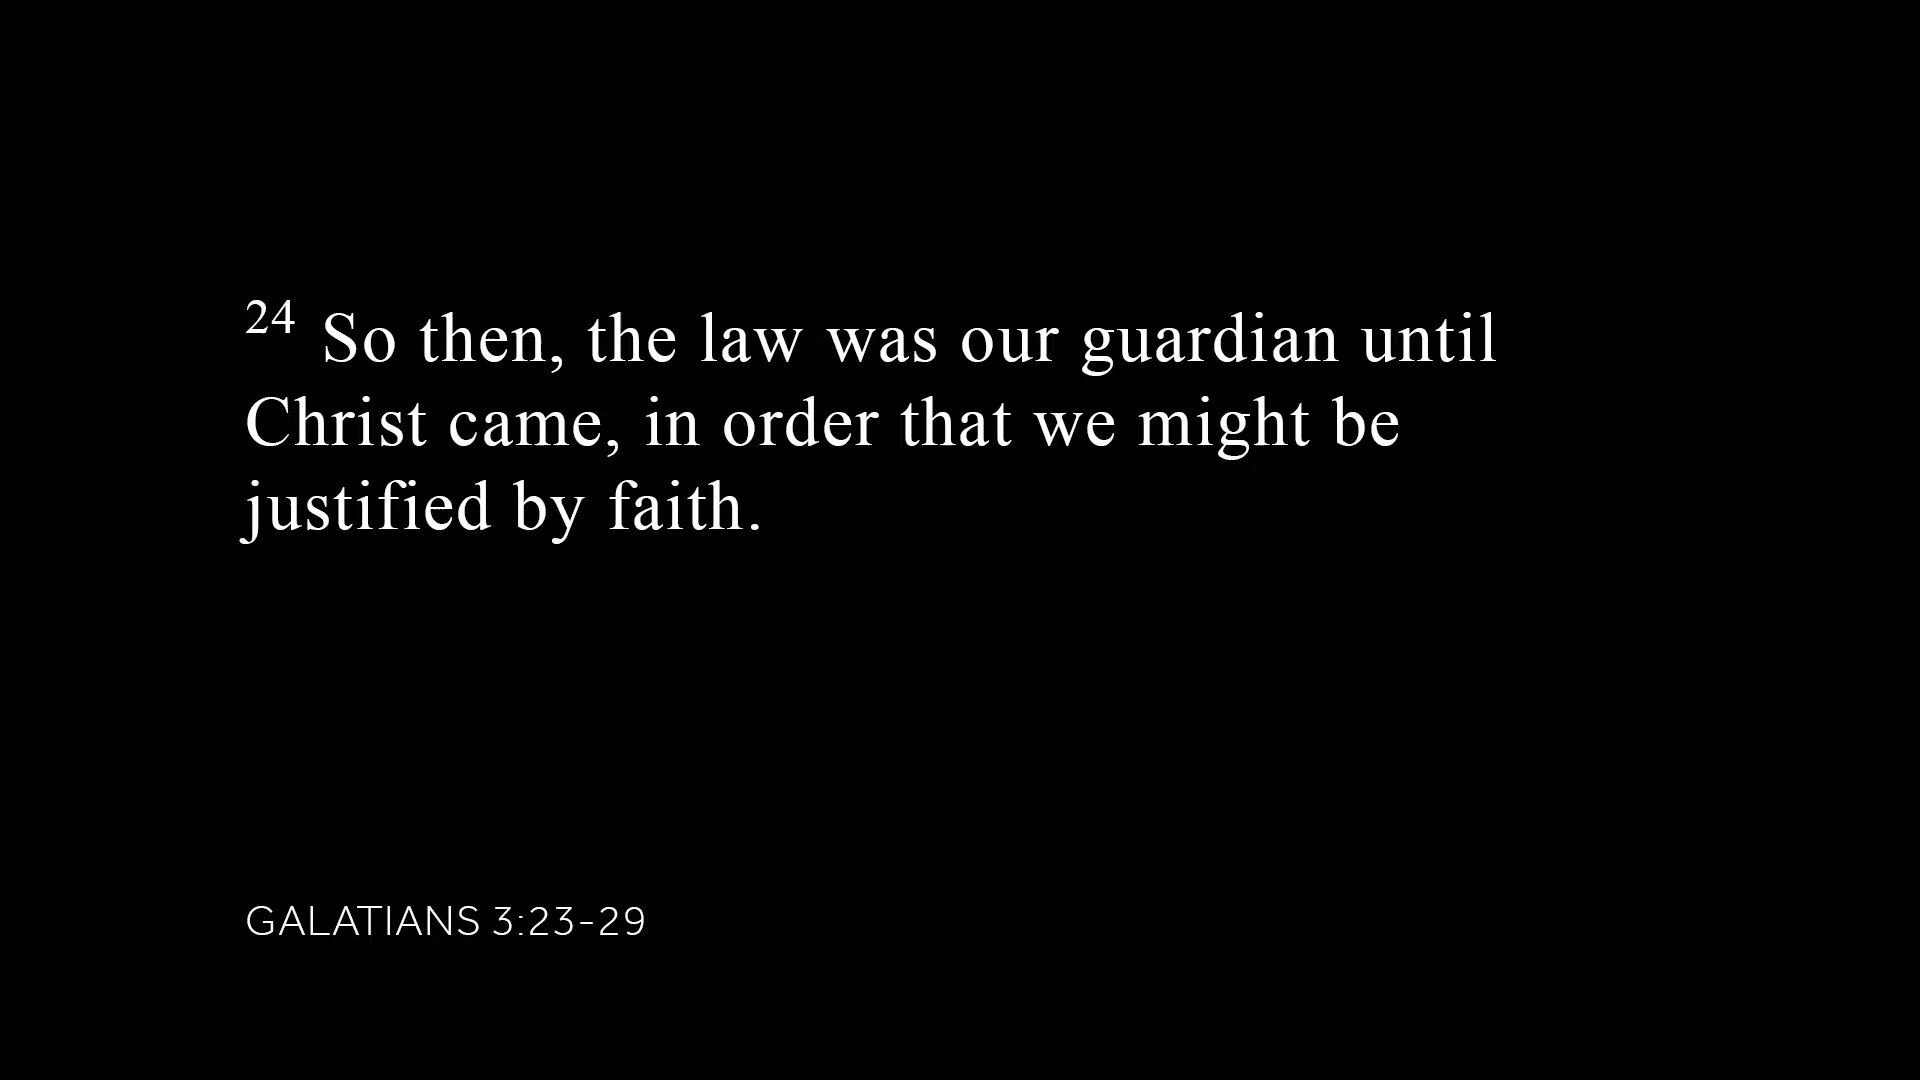 24 So then, the law was our guardian until
Christ came, in order that we might be
justified by faith.
GALATIANS 3:23-29